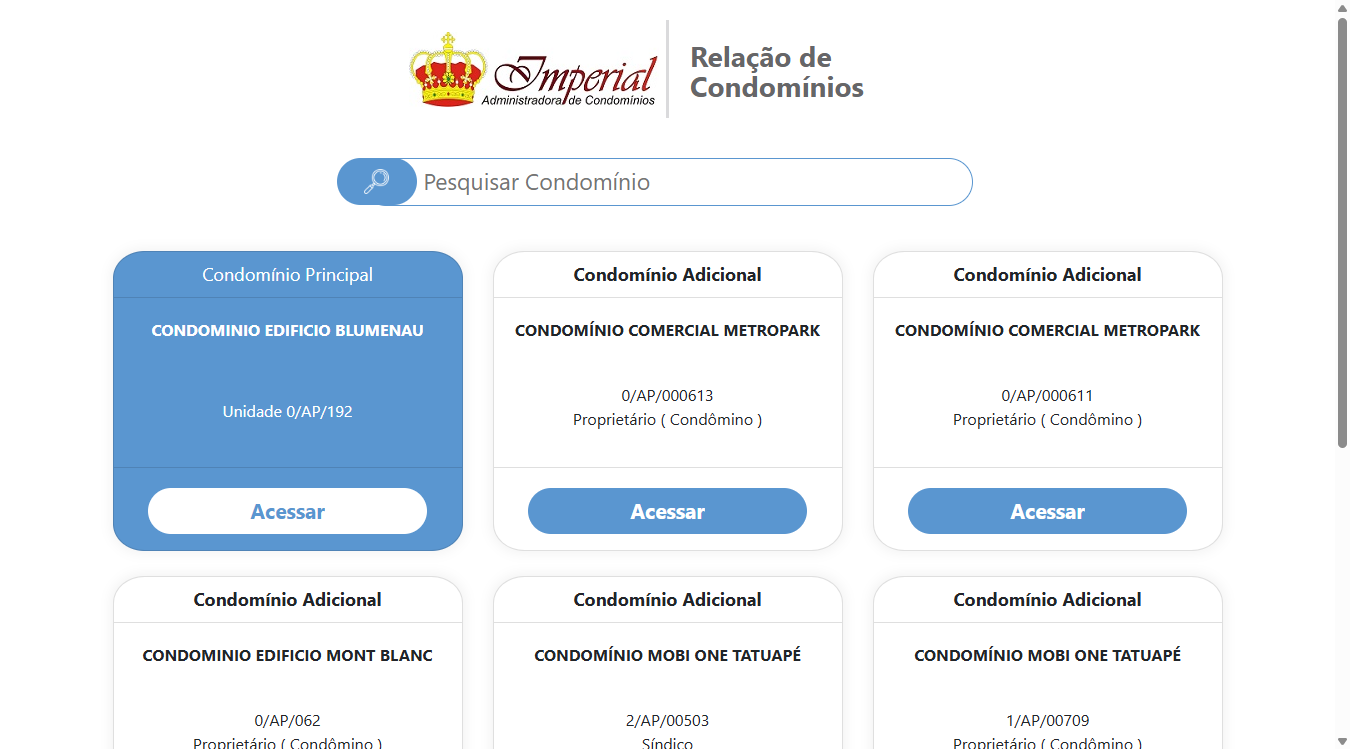 Imperial
Administradora de Condomínios
Relação de
Condomínios
Pesquisar Condomínio
Condomínio Principal
CONDOMINIO EDIFICIO BLUMENAU
Unidade 0/AP/192
Acessar
Condomínio Adicional
CONDOMÍNIO COMERCIAL METROPARK
0/AP/000613
Proprietário ( Condômino )
Acessar
Condomínio Adicional
CONDOMÍNIO COMERCIAL METROPARK
0/AP/000611
Proprietário ( Condômino )
Acessar
Condomínio Adicional
CONDOMINIO EDIFICIO MONT BLANC
0/AP/062
Proprietário ( Condômino )
Condomínio Adicional
CONDOMÍNIO MOBI ONE TATUAPÉ
2/AP/00503
Síndico
Condomínio Adicional
CONDOMÍNIO MOBI ONE TATUAPÉ
1/AP/00709
Proprietário ( Condômino )